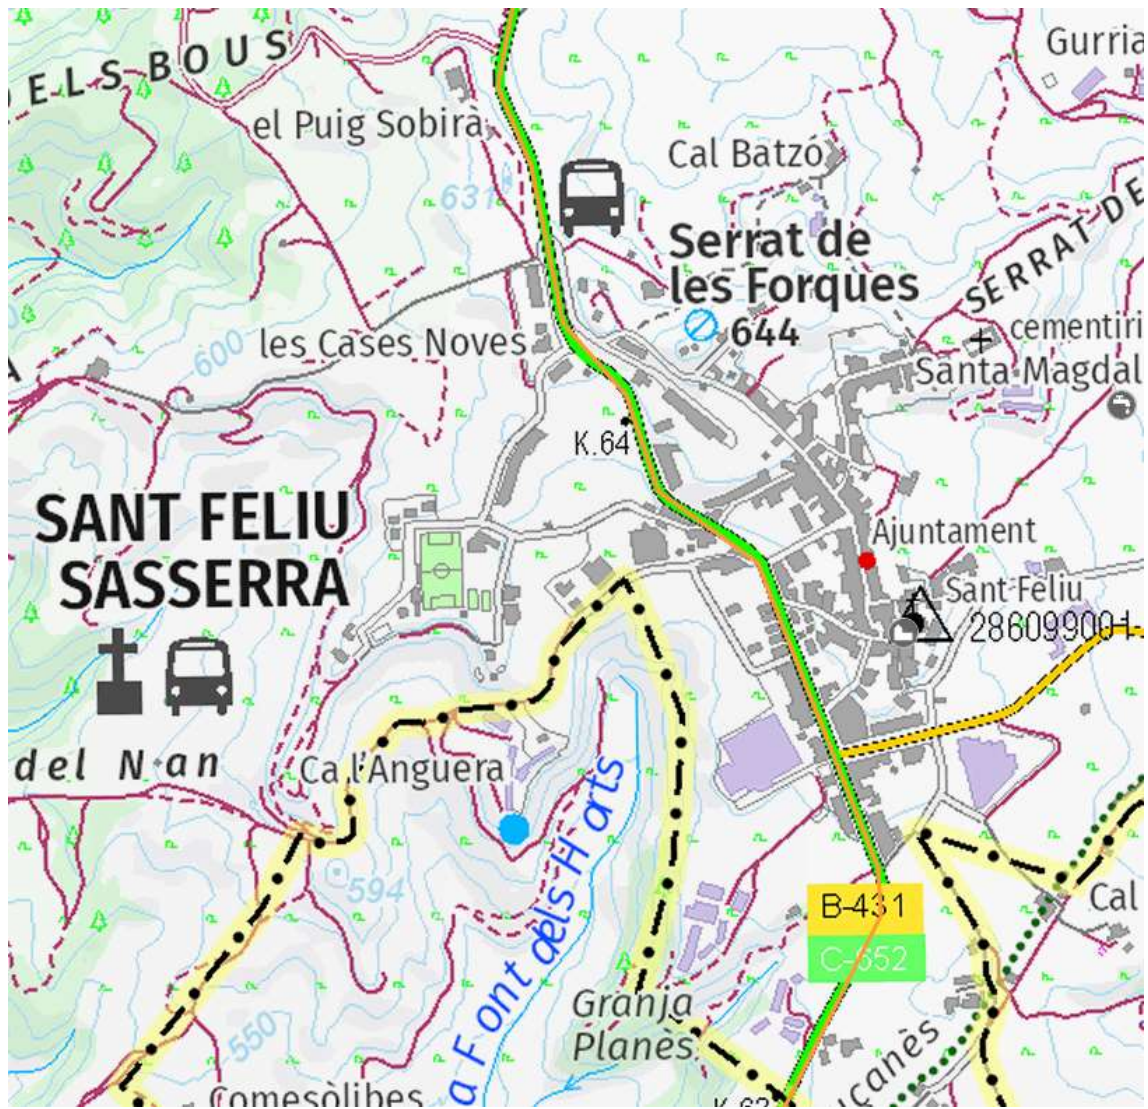 ELS BOUS
Gurria
el Puig Sobirà
Cal Batzó
631
Serrat de
les Forques
644
SERRAT DE
les Cases Noves
600
cementiri
Santa Magdal
K.64
SANT FELIU
SASSERRA
Ajuntament
Sant Feliu
286099001
del Nan
Ca l'Anguera
594
B-431
C-652
Cal
a Font dels Horts
Granja
Planès
550
çanès
Comesòlibes